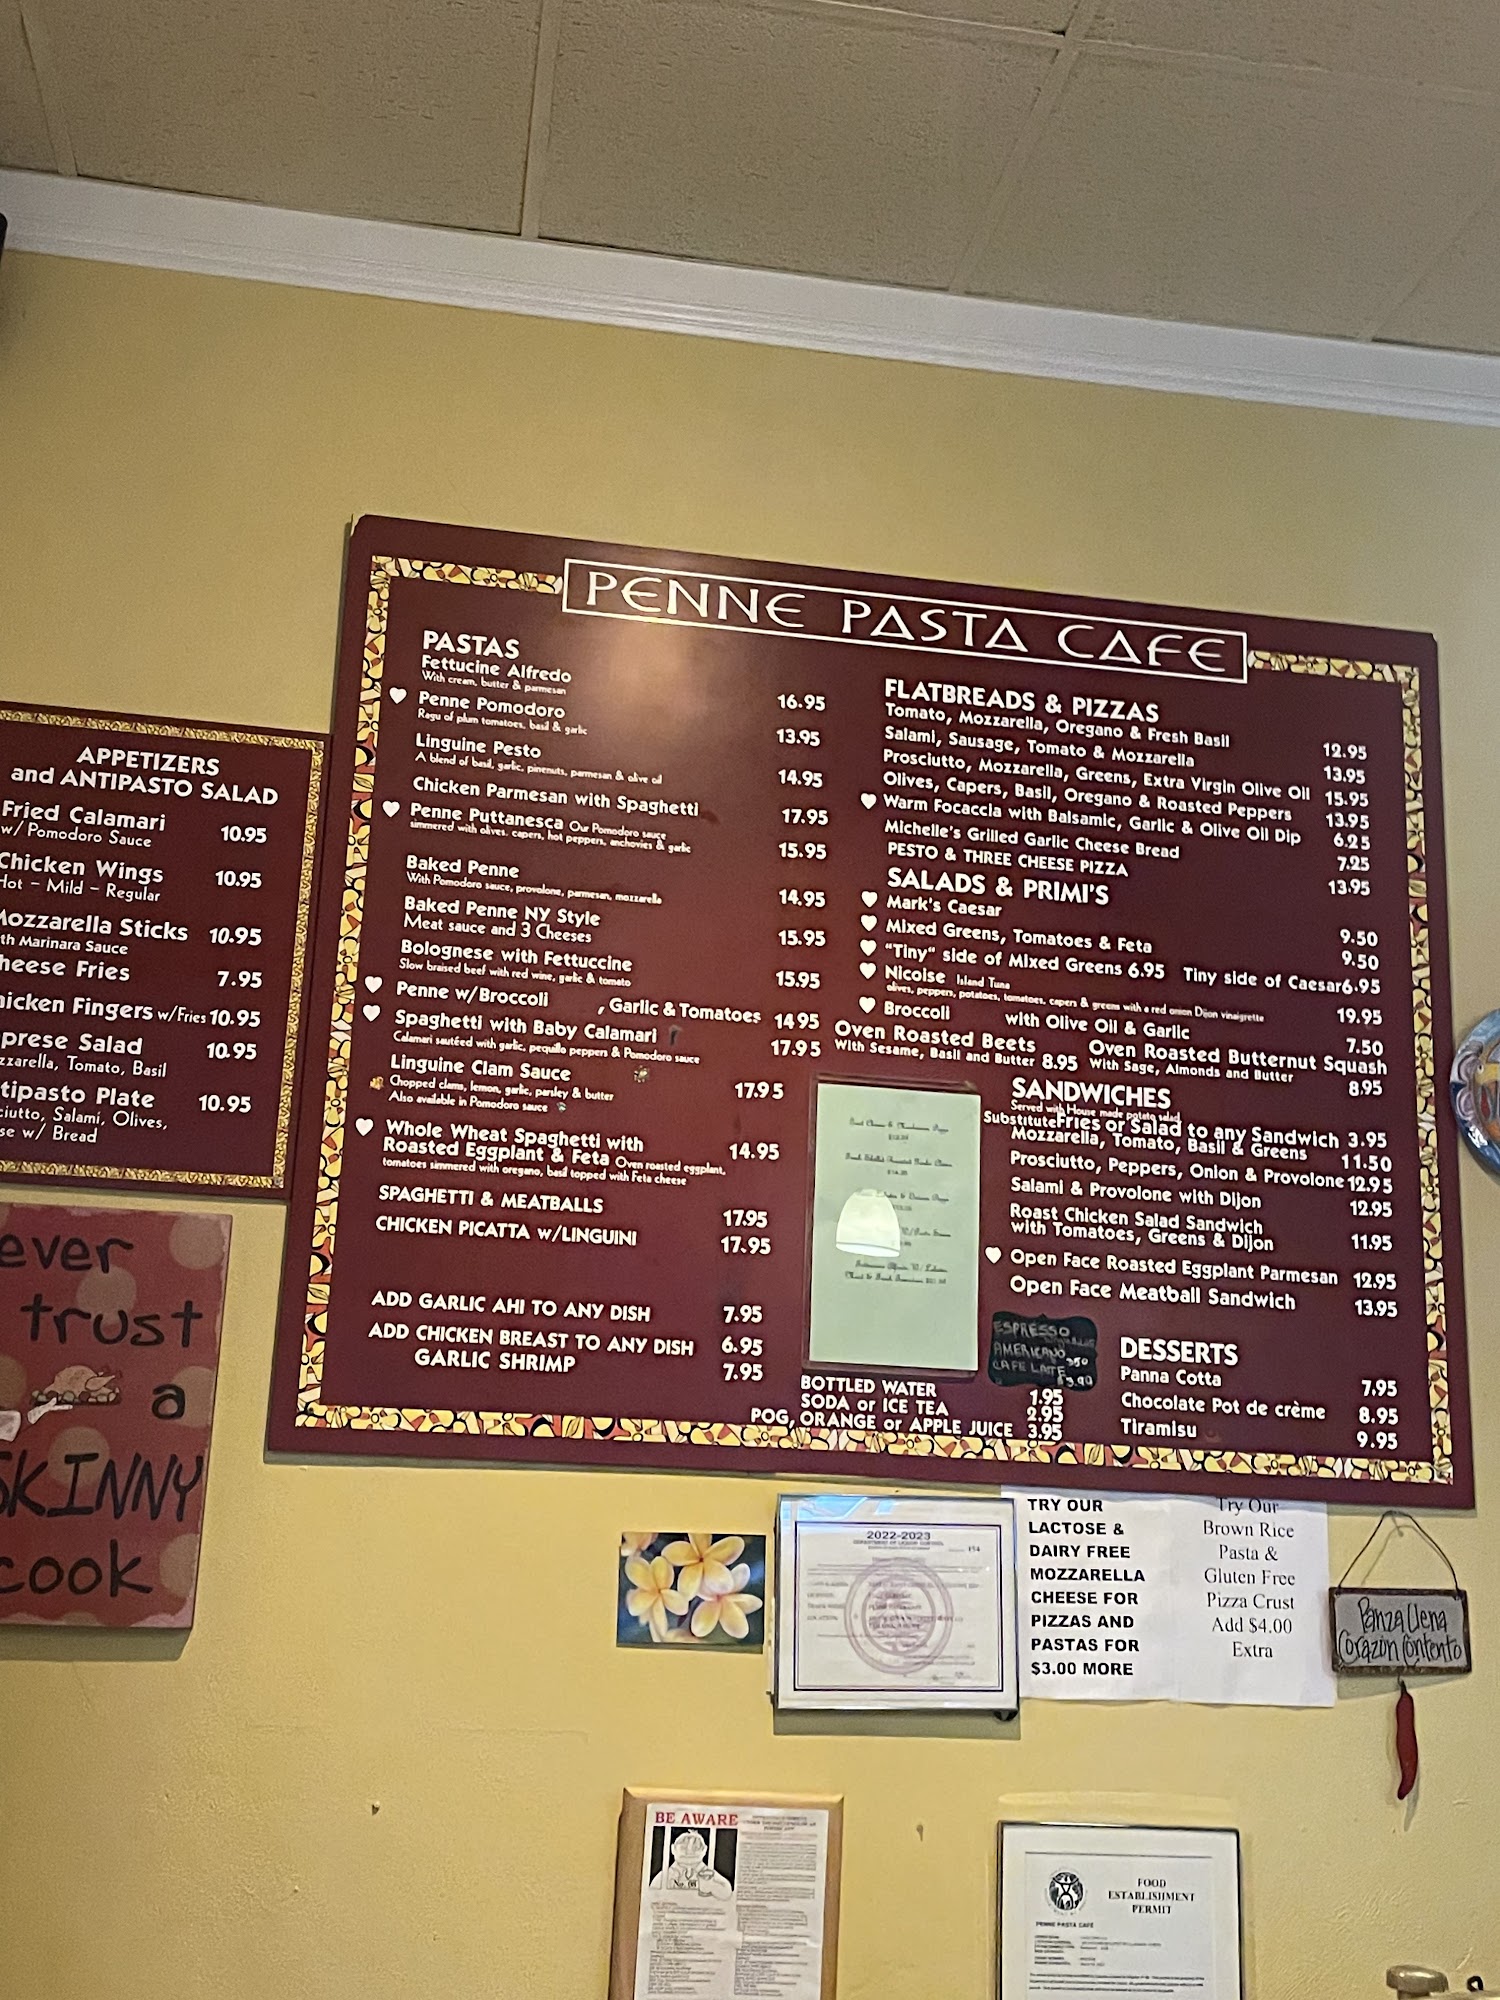 PENNE PASTA CAFE
APPETIZERS
and ANTIPASTO SALAD
Fried Calamari 10.95
w/ Pomodoro Sauce
Chicken Wings 10.95
Hot - Mild - Regular
Mozzarella Sticks 10.95
th Marinara Sauce
heese Fries 7.95
hicken Fingers w/Fries 10.95
prese Salad 10.95
zzarella, Tomato, Basil
tipasto Plate 10.95
ciutto, Salami, Olives,
se w/ Bread
PASTAS
Fettucine Alfredo 16.95
With cream, butter & parmesan
Penne Pomodoro 13.95
Ragu of plum tomatoes, basil & garlic
Linguine Pesto 14.95
A blend of basil, garlic, pinenuts, parmesan & olive oil
Chicken Parmesan with Spaghetti 17.95
Penne Puttanesca Our Pomodoro sauce 15.95
simmered with olives, capers, hot peppers, anchovies & garlic
Baked Penne 14.95
With Pomodoro sauce, provolone, parmesan, mozzarella
Baked Penne NY Style 15.95
Meat sauce and 3 Cheeses
Bolognese with Fettuccine 15.95
Slow braised beef with red wine, garlic & tomato
Penne w/Broccoli , Garlic & Tomatoes 14.95
Spaghetti with Baby Calamari 17.95
Calamari sautéed with garlic, pequillo peppers & Pomodoro sauce
Linguine Clam Sauce 17.95
Chopped clams, lemon, garlic, parsley & butter
Also available in Pomodoro sauce
Whole Wheat Spaghetti with 14.95
Roasted Eggplant & Feta Oven roasted eggplant,
tomatoes simmered with oregano, basil topped with Feta cheese
SPAGHETTI & MEATBALLS 17.95
CHICKEN PICATTA w/LINGUINI 17.95
ADD GARLIC AHI TO ANY DISH 7.95
ADD CHICKEN BREAST TO ANY DISH 6.95
GARLIC SHRIMP 7.95
FLATBREADS & PIZZAS
Tomato, Mozzarella, Oregano & Fresh Basil 12.95
Salami, Sausage, Tomato & Mozzarella 13.95
Prosciutto, Mozzarella, Greens, Extra Virgin Olive Oil 15.95
Olives, Capers, Basil, Oregano & Roasted Peppers 13.95
Warm Focaccia with Balsamic, Garlic & Olive Oil Dip 6.25
Michelle's Grilled Garlic Cheese Bread 7.25
PESTO & THREE CHEESE PIZZA 13.95
SALADS & PRIMI'S
Mark's Caesar 9.50
Mixed Greens, Tomatoes & Feta 9.50
"Tiny" side of Mixed Greens 6.95 Tiny side of Caesar 6.95
Nicoise Island Tuna 19.95
olives, peppers, potatoes, tomatoes, capers & greens with a red onion Dijon vinaigrette
Broccoli with Olive Oil & Garlic 7.50
Oven Roasted Beets Oven Roasted Butternut Squash
With Sesame, Basil and Butter 8.95 With Sage, Almonds and Butter 8.95
SANDWICHES
Served with House made potato salad
Substitute Fries or Salad to any Sandwich 3.95
Mozzarella, Tomato, Basil & Greens 11.50
Prosciutto, Peppers, Onion & Provolone 12.95
Salami & Provolone with Dijon 12.95
Roast Chicken Salad Sandwich
with Tomatoes, Greens & Dijon 11.95
Open Face Roasted Eggplant Parmesan 12.95
Open Face Meatball Sandwich 13.95
ESPRESSO
AMERICANO 3.50
CAFE LATTE
DESSERTS
Panna Cotta 7.95
Chocolate Pot de crème 8.95
Tiramisu 9.95
BOTTLED WATER 1.95
SODA or ICE TEA 2.95
POG, ORANGE or APPLE JUICE 3.95
ever
trust
a
SKINNY
cook
2022-2023
DEPARTMENT OF LIQUOR CONTROL
TRY OUR
LACTOSE &
DAIRY FREE
MOZZARELLA
CHEESE FOR
PIZZAS AND
PASTAS FOR
$3.00 MORE
Try Our
Brown Rice
Pasta &
Gluten Free
Pizza Crust
Add $4.00
Extra
Panza Llena
Corazón Contento
BE AWARE
FOOD
ESTABLISHMENT
PERMIT
PENNE PASTA CAFE